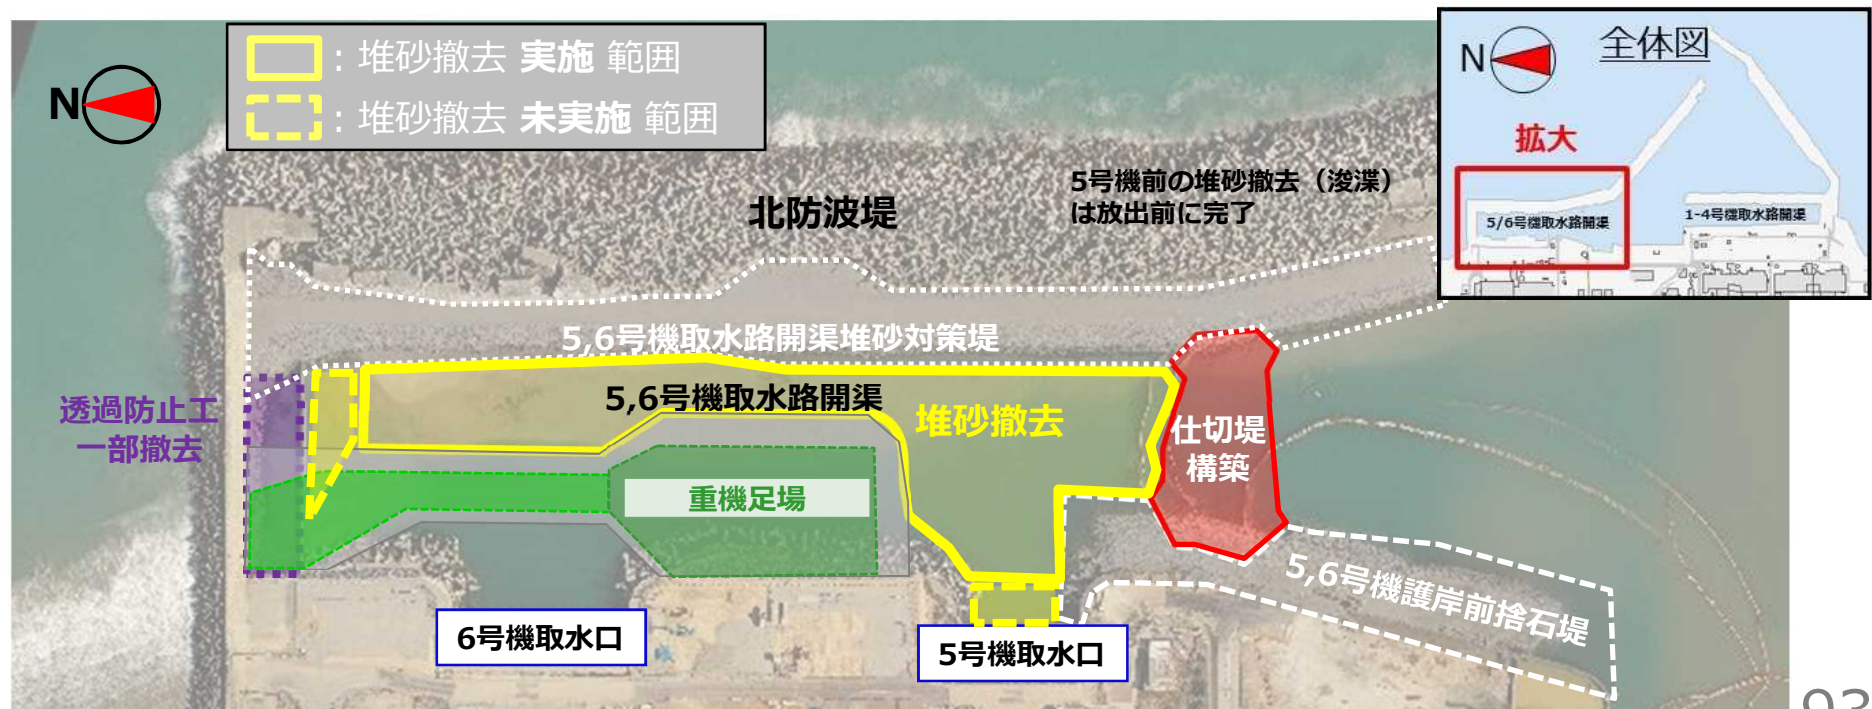 N
: 堆砂撤去 実施 範囲
: 堆砂撤去 未実施 範囲
N
全体図
拡大
5/6号機取水路開渠
1-4号機取水路開渠
5号機前の堆砂撤去（浚渫）
は放出前に完了
北防波堤
5,6号機取水路開渠堆砂対策堤
5,6号機取水路開渠
透過防止工
一部撤去
堆砂撤去
仕切堤
構築
重機足場
5,6号機護岸前捨石堤
6号機取水口
5号機取水口
93